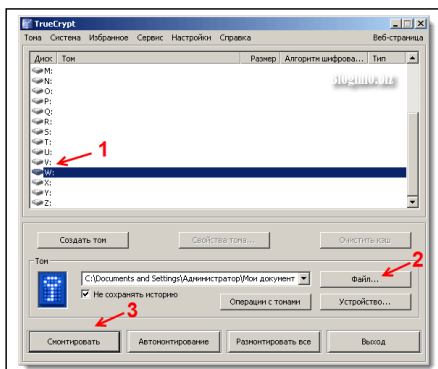 TrueCrypt
Тома Система Избранное Сервис Настройки Справка Веб-страница
Диск Том Размер Алгоритм шифрова... Тип
M:
N:
O:
P:
Q:
R:
S:
T:
U:
V:
W:
X:
Y:
Z:
1
Создать том Свойства тома... Очистить кэш
2
Том
C:\Documents and Settings\Администратор\Мои документ Файл...
Не сохранять историю Операции с томами Устройство...
3
Смонтировать Автомонтирование Размонтировать все Выход